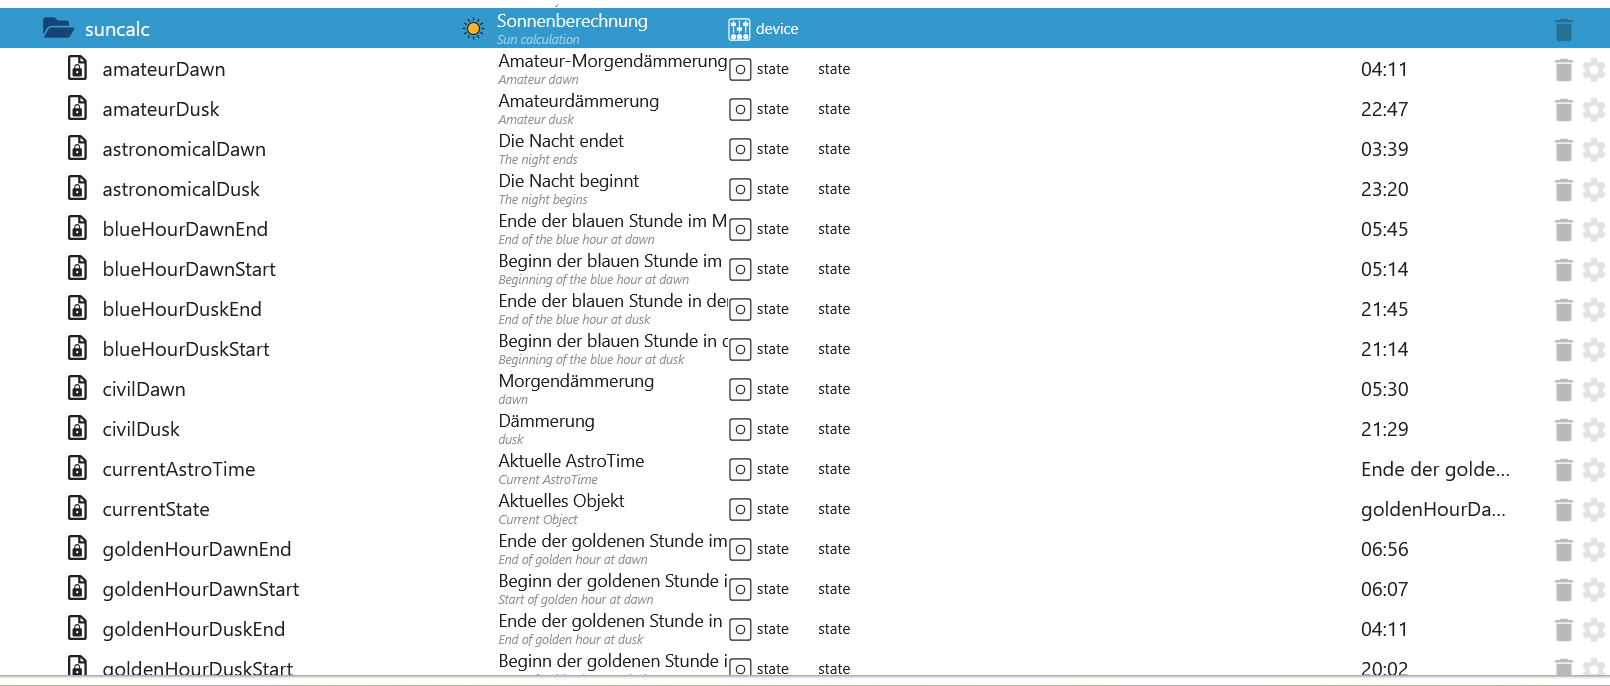 suncalc Sonnenberechnung device
Sun calculation
amateurDawn Amateur-Morgendämmerung state state 04:11
Amateur dawn
amateurDusk Amateurdämmerung state state 22:47
Amateur dusk
astronomicalDawn Die Nacht endet state state 03:39
The night ends
astronomicalDusk Die Nacht beginnt state state 23:20
The night begins
blueHourDawnEnd Ende der blauen Stunde im M state state 05:45
End of the blue hour at dawn
blueHourDawnStart Beginn der blauen Stunde im state state 05:14
Beginning of the blue hour at dawn
blueHourDuskEnd Ende der blauen Stunde in de state state 21:45
End of the blue hour at dusk
blueHourDuskStart Beginn der blauen Stunde in state state 21:14
Beginning of the blue hour at dusk
civilDawn Morgendämmerung state state 05:30
dawn
civilDusk Dämmerung state state 21:29
dusk
currentAstroTime Aktuelle AstroTime state state Ende der golde...
Current AstroTime
currentState Aktuelles Objekt state state goldenHourDa...
Current Object
goldenHourDawnEnd Ende der goldenen Stunde im state state 06:56
End of golden hour at dawn
goldenHourDawnStart Beginn der goldenen Stunde i state state 06:07
Start of golden hour at dawn
goldenHourDuskEnd Ende der goldenen Stunde in state state 04:11
End of golden hour at dusk
goldenHourDuskStart Beginn der goldenen Stunde i state state 20:02